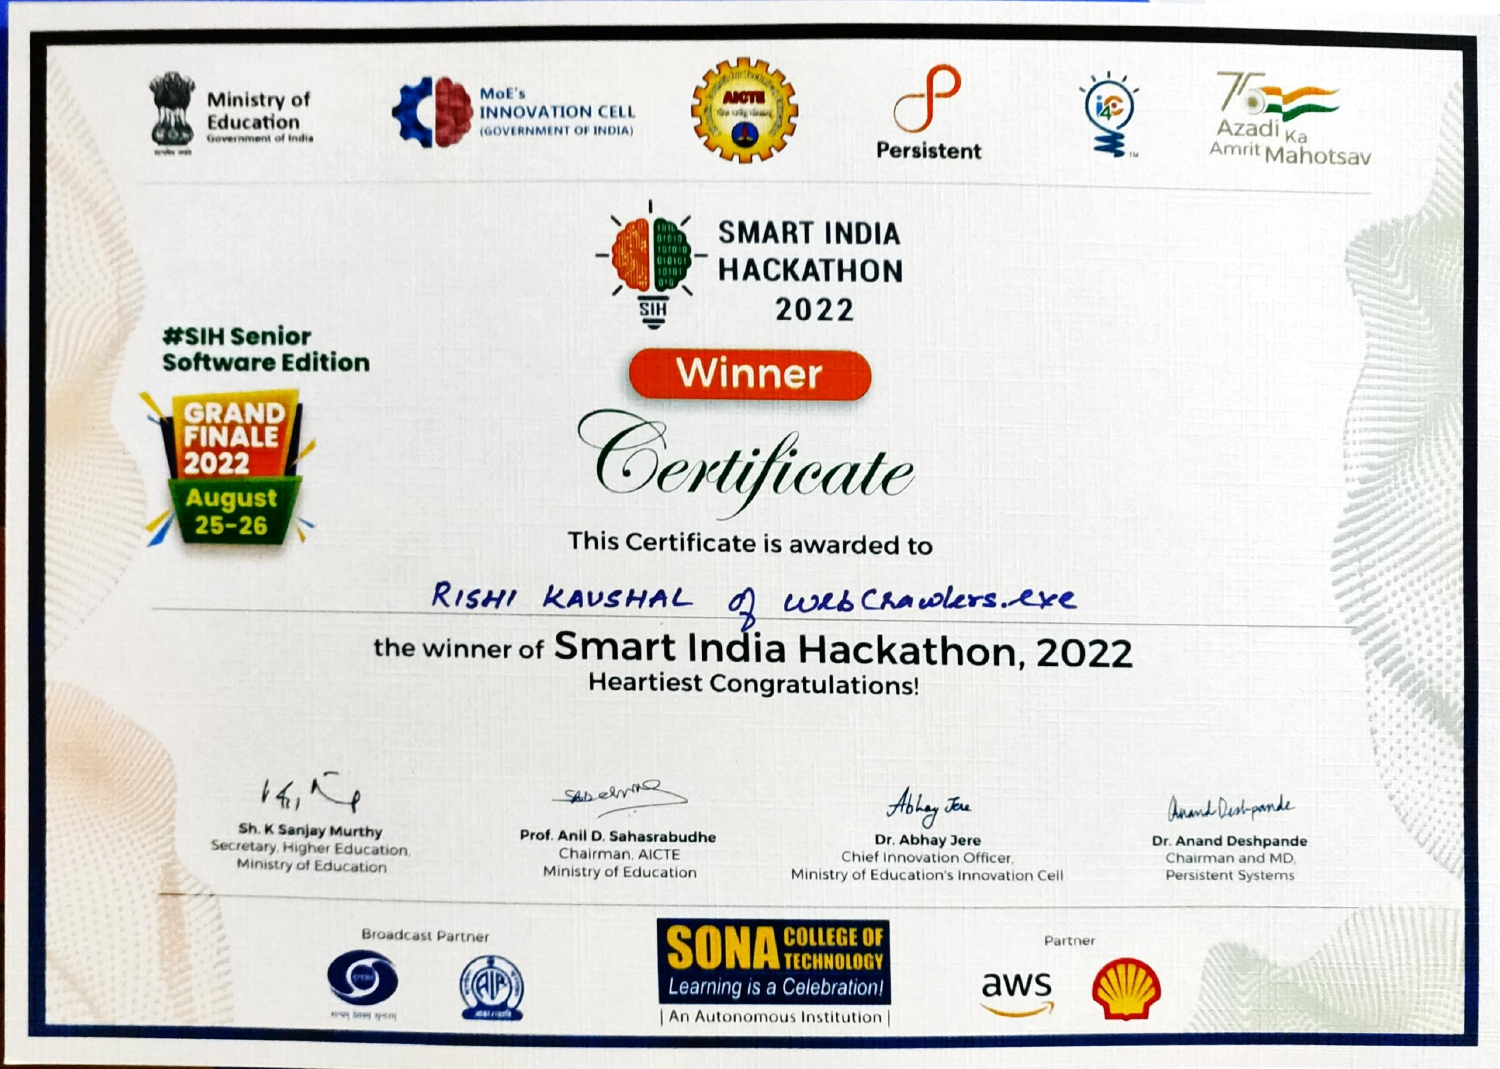 Ministry of
Education
Government of India
MoE's
INNOVATION CELL
(GOVERNMENT OF INDIA)
AICTE
Persistent
i4C
TM
75
Azadi Ka
Amrit Mahotsav
SIH
SMART INDIA
HACKATHON
2022
#SIH Senior
Software Edition
GRAND
FINALE
2022
August
25-26
Winner
Certificate
This Certificate is awarded to
RISHI KAUSHAL of WebCrawlers.exe
the winner of Smart India Hackathon, 2022
Heartiest Congratulations!
Abhay Jere
Anand Deshpande
Sh. K Sanjay Murthy
Secretary, Higher Education,
Ministry of Education
Prof. Anil D. Sahasrabudhe
Chairman, AICTE
Ministry of Education
Dr. Abhay Jere
Chief Innovation Officer,
Ministry of Education's Innovation Cell
Dr. Anand Deshpande
Chairman and MD,
Persistent Systems
Broadcast Partner
AIR
SONA COLLEGE OF
TECHNOLOGY
Learning is a Celebration!
| An Autonomous Institution |
Partner
aws